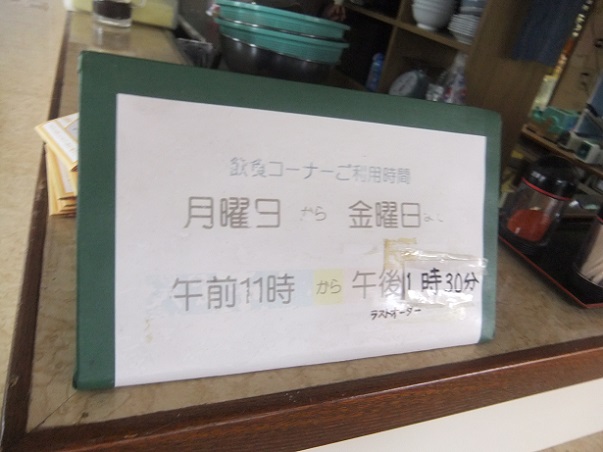 飲食コーナーご利用時間
月曜日 から 金曜日まで
午前11時 から 午後1時30分
ラストオーダー